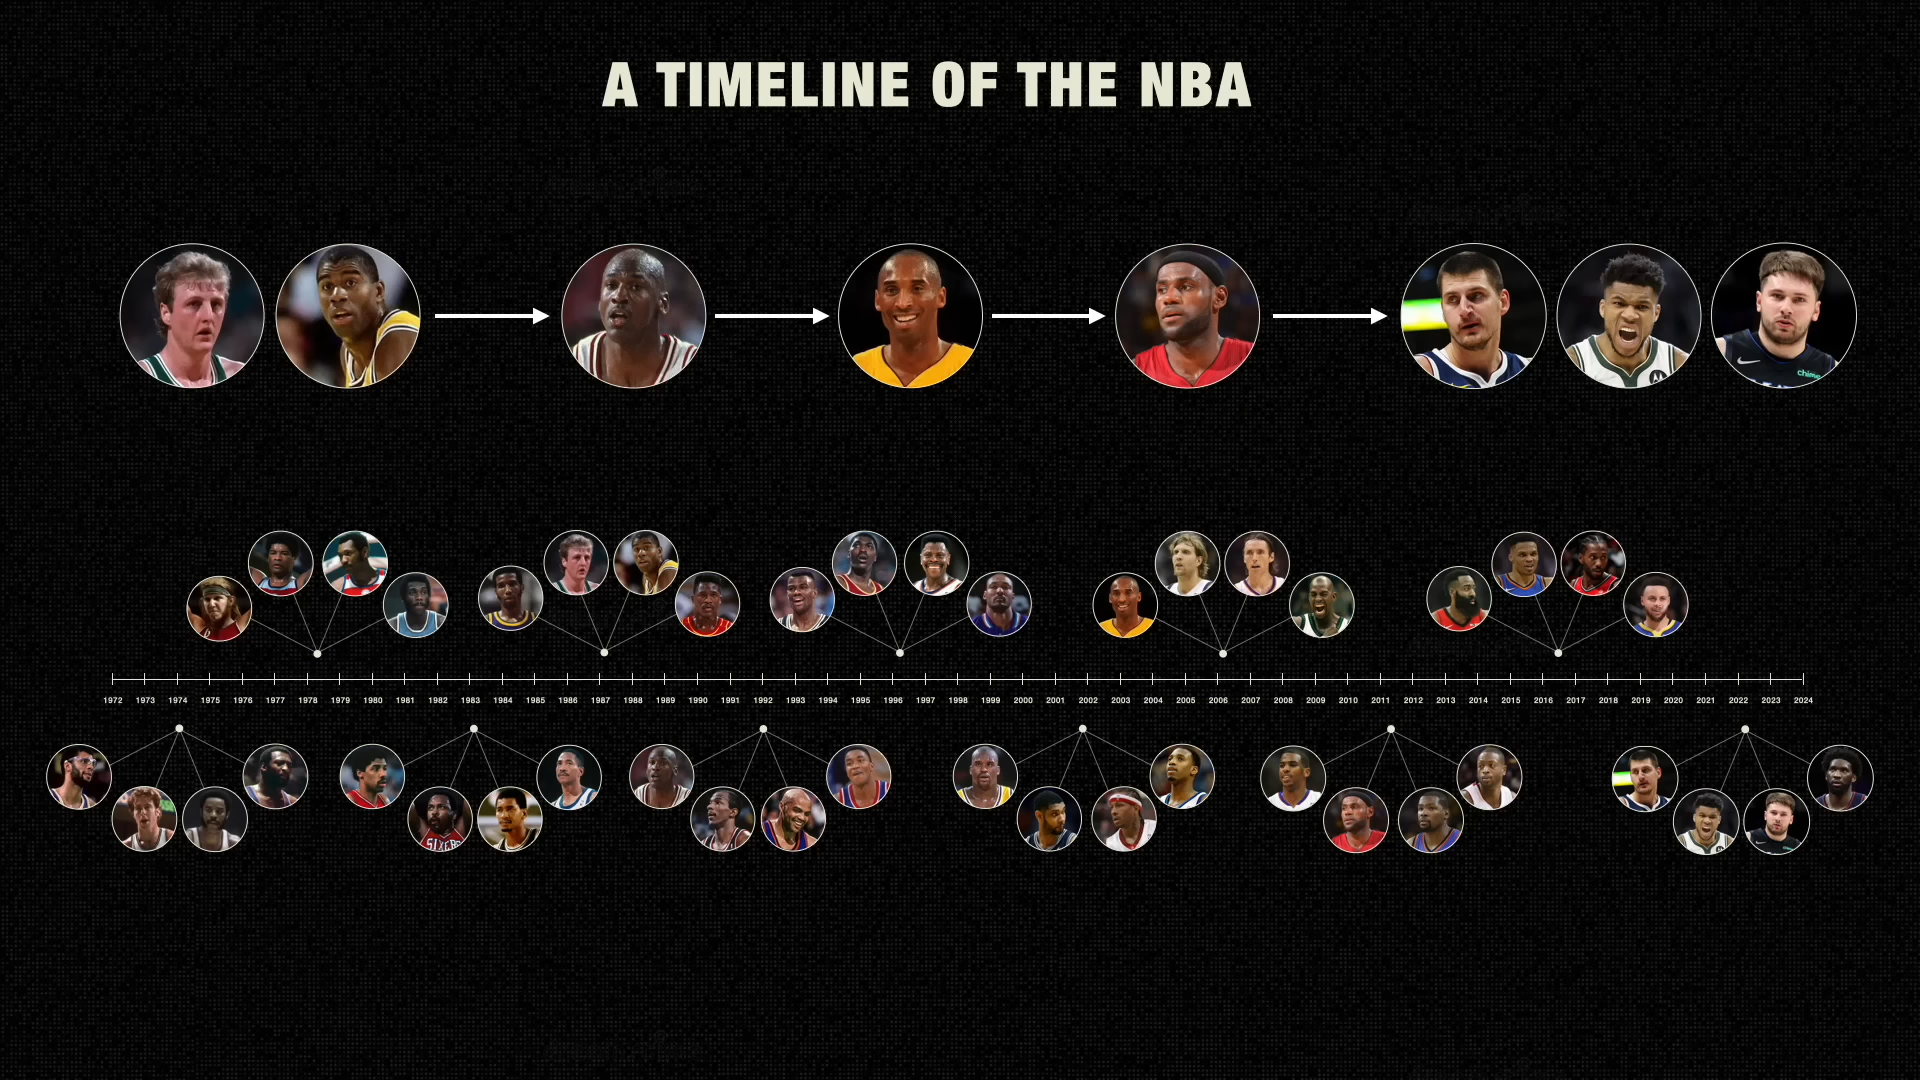 A TIMELINE OF THE NBA
chime
1972 1973 1974 1975 1976 1977 1978 1979 1980 1981 1982 1983 1984 1985 1986 1987 1988 1989 1990 1991 1992 1993 1994 1995 1996 1997 1998 1999 2000 2001 2002 2003 2004 2005 2006 2007 2008 2009 2010 2011 2012 2013 2014 2015 2016 2017 2018 2019 2020 2021 2022 2023 2024
SIXERS